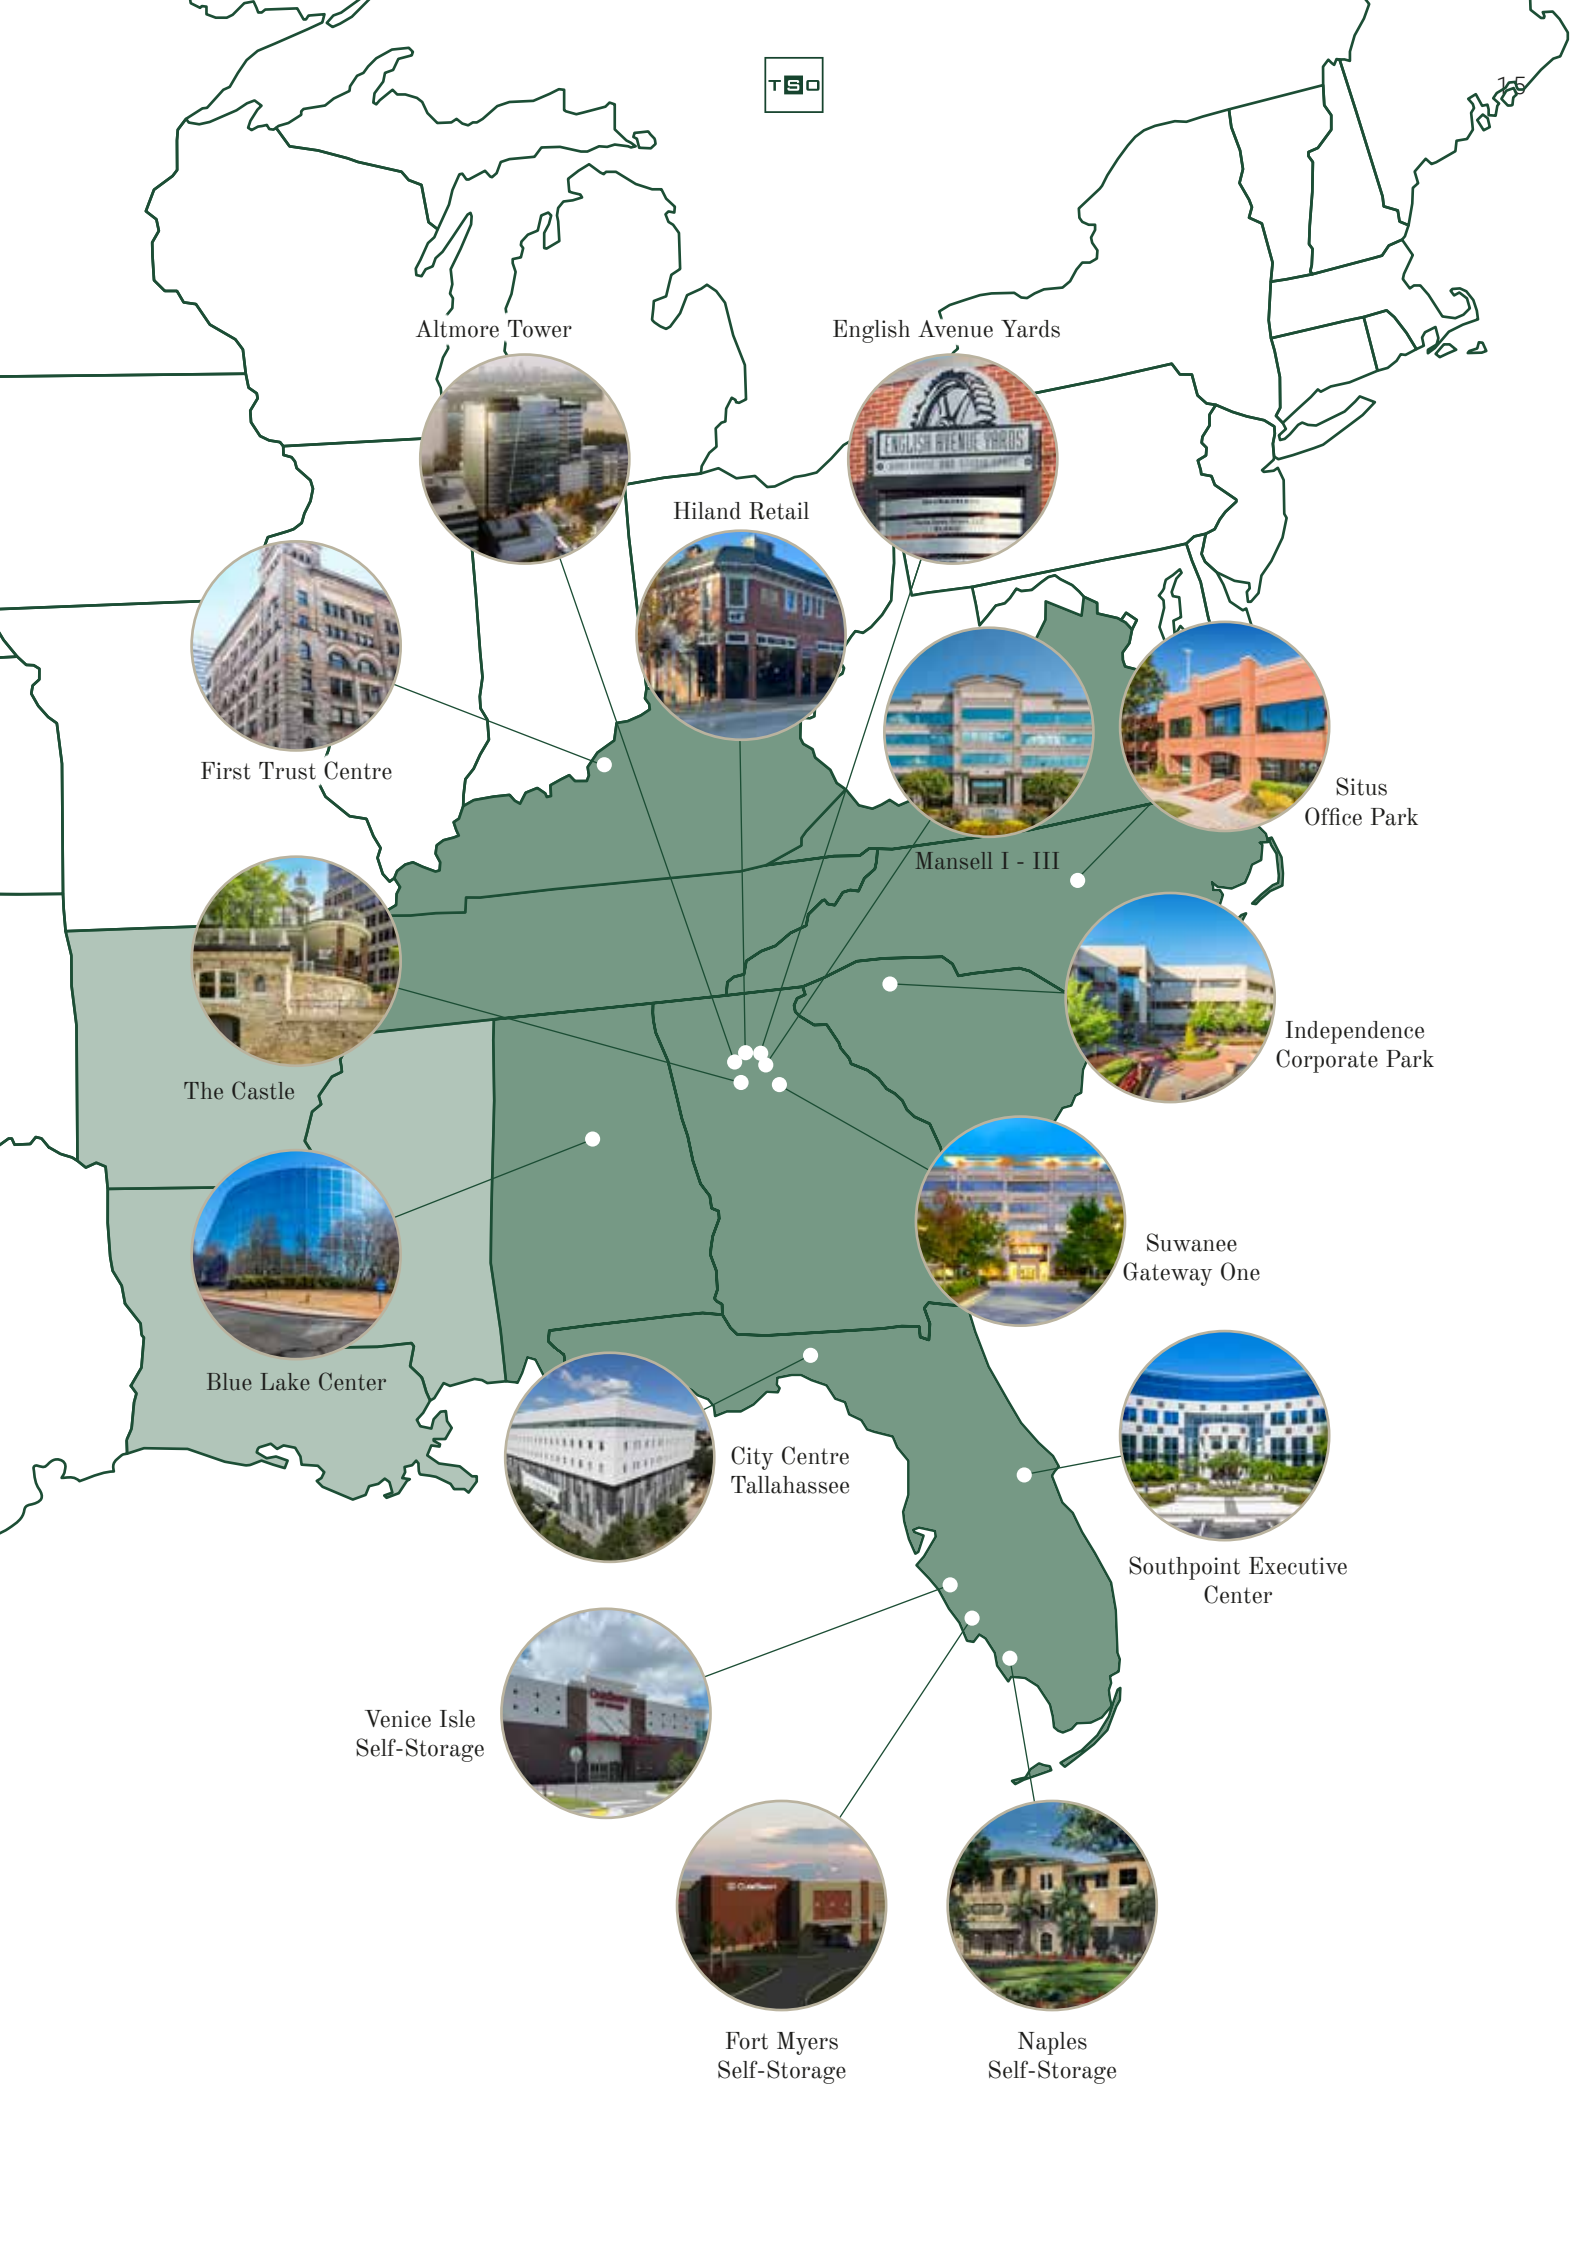 TSO
15
Altmore Tower
English Avenue Yards
ENGLISH AVENUE YARDS
Hiland Retail
First Trust Centre
Situs
Office Park
Mansell I - III
Independence
Corporate Park
The Castle
Suwanee
Gateway One
Blue Lake Center
City Centre
Tallahassee
Southpoint Executive
Center
Venice Isle
Self-Storage
CubeSmart
Fort Myers
Self-Storage
Naples
Self-Storage